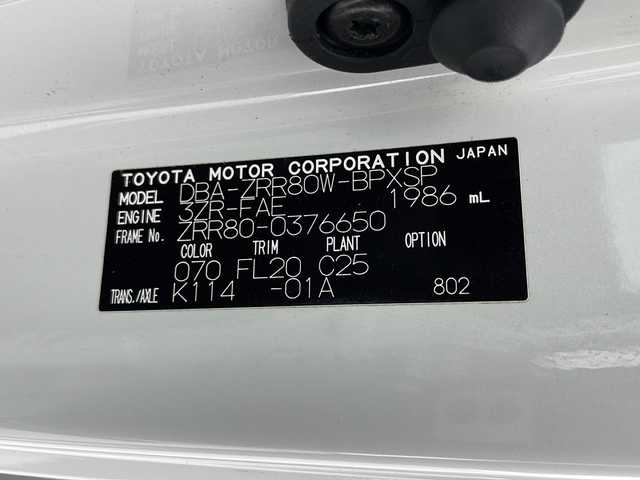 TOYOTA MOTOR CORPORATION JAPAN
MODEL DBA-ZRR80W-BPXSP
ENGINE 3ZR-FAE 1986 mL
FRAME No. ZRR80-0376650
COLOR TRIM PLANT OPTION
070 FL20 C25
TRANS./AXLE K114 -01A 802